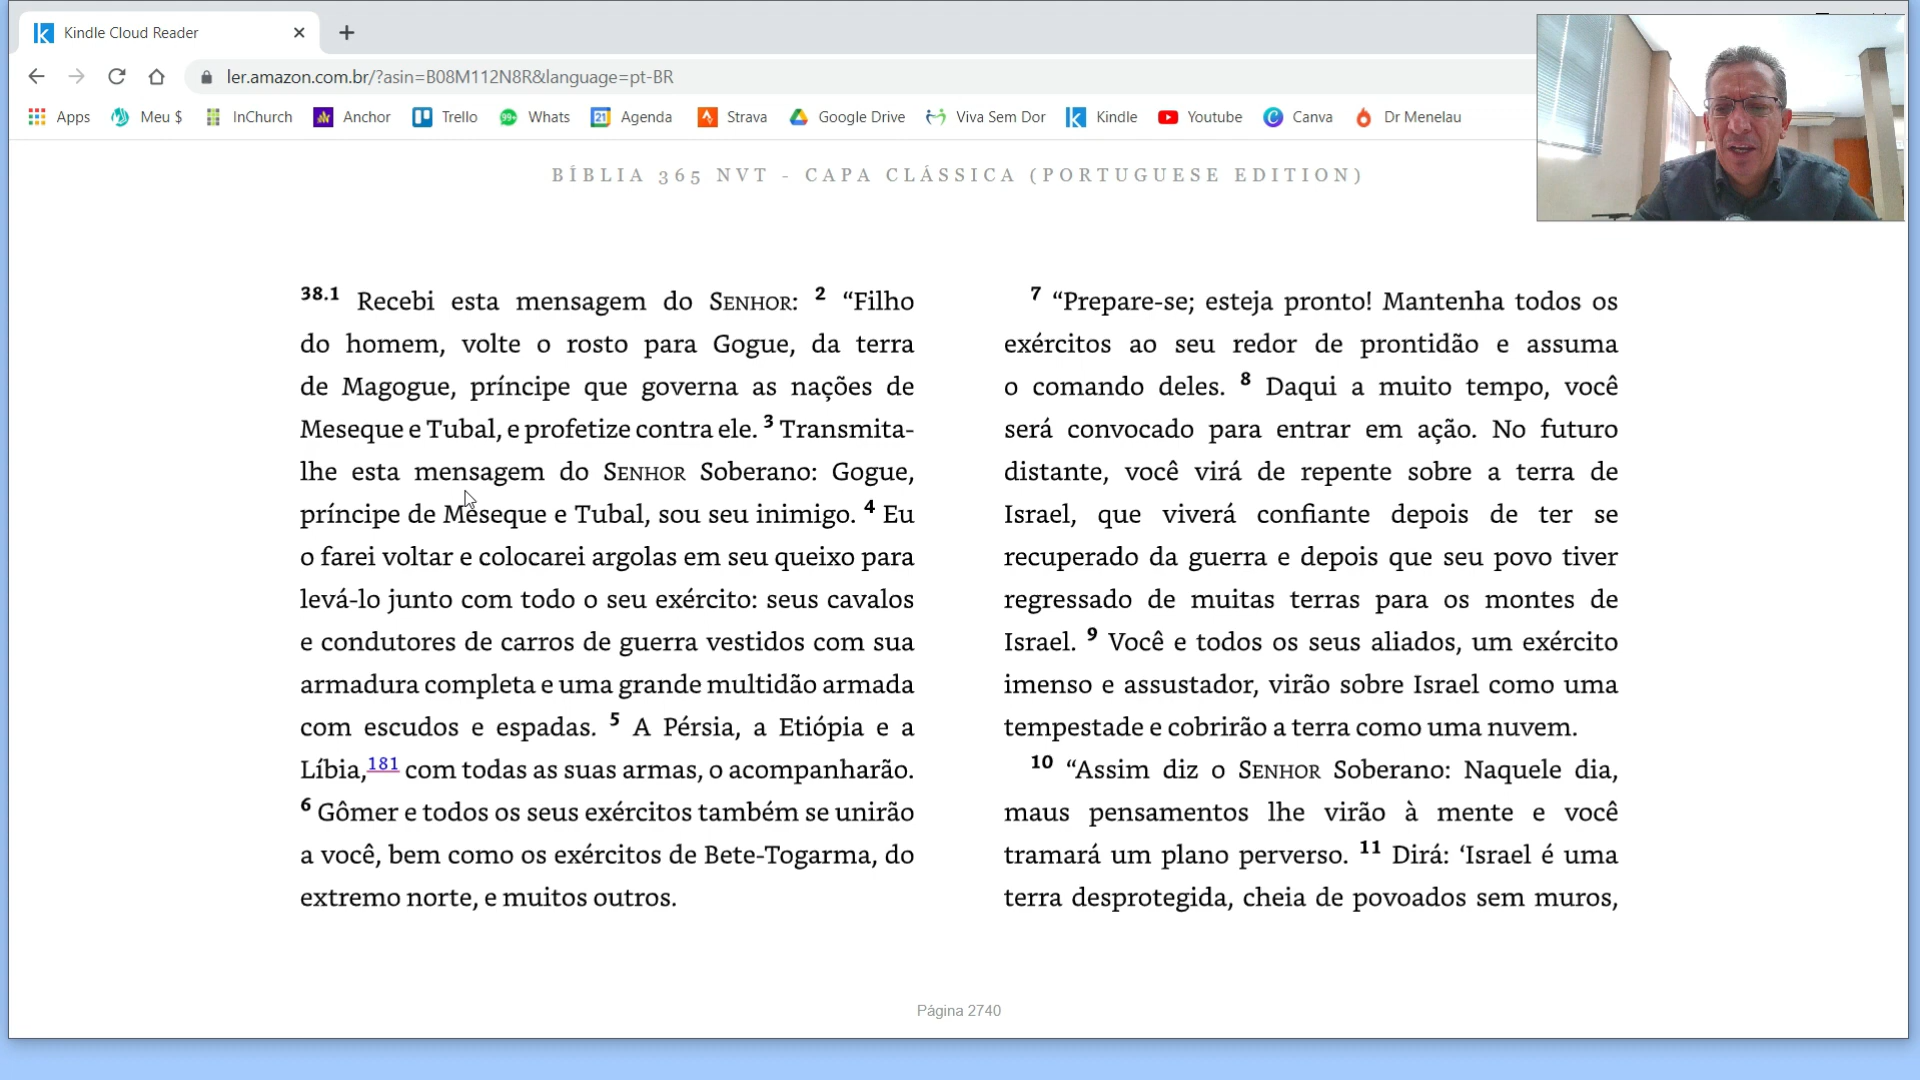 Kindle Cloud Reader
ler.amazon.com.br/?asin=B08M112N8R&language=pt-BR
Apps Meu $ InChurch Anchor Trello 99+ Whats 21 Agenda Strava Google Drive Viva Sem Dor Kindle Youtube Canva Dr Menelau
BÍBLIA 365 NVT - CAPA CLÁSSICA (PORTUGUESE EDITION)
38.1 Recebi esta mensagem do SENHOR: 2 “Filho
do homem, volte o rosto para Gogue, da terra
de Magogue, príncipe que governa as nações de
Meseque e Tubal, e profetize contra ele. 3 Transmita-
lhe esta mensagem do SENHOR Soberano: Gogue,
príncipe de Meseque e Tubal, sou seu inimigo. 4 Eu
o farei voltar e colocarei argolas em seu queixo para
levá-lo junto com todo o seu exército: seus cavalos
e condutores de carros de guerra vestidos com sua
armadura completa e uma grande multidão armada
com escudos e espadas. 5 A Pérsia, a Etiópia e a
Líbia,181 com todas as suas armas, o acompanharão.
6 Gômer e todos os seus exércitos também se unirão
a você, bem como os exércitos de Bete-Togarma, do
extremo norte, e muitos outros.
7 “Prepare-se; esteja pronto! Mantenha todos os
exércitos ao seu redor de prontidão e assuma
o comando deles. 8 Daqui a muito tempo, você
será convocado para entrar em ação. No futuro
distante, você virá de repente sobre a terra de
Israel, que viverá confiante depois de ter se
recuperado da guerra e depois que seu povo tiver
regressado de muitas terras para os montes de
Israel. 9 Você e todos os seus aliados, um exército
imenso e assustador, virão sobre Israel como uma
tempestade e cobrirão a terra como uma nuvem.
10 “Assim diz o SENHOR Soberano: Naquele dia,
maus pensamentos lhe virão à mente e você
tramará um plano perverso. 11 Dirá: ‘Israel é uma
terra desprotegida, cheia de povoados sem muros,
Página 2740